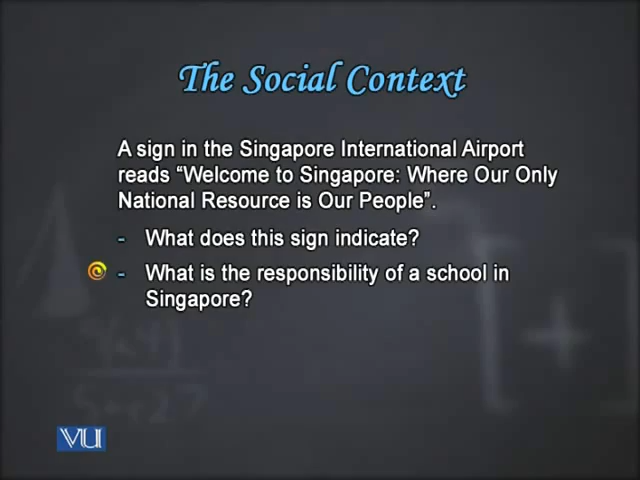 The Social Context
A sign in the Singapore International Airport
reads “Welcome to Singapore: Where Our Only
National Resource is Our People”.
- What does this sign indicate?
- What is the responsibility of a school in
Singapore?
VU